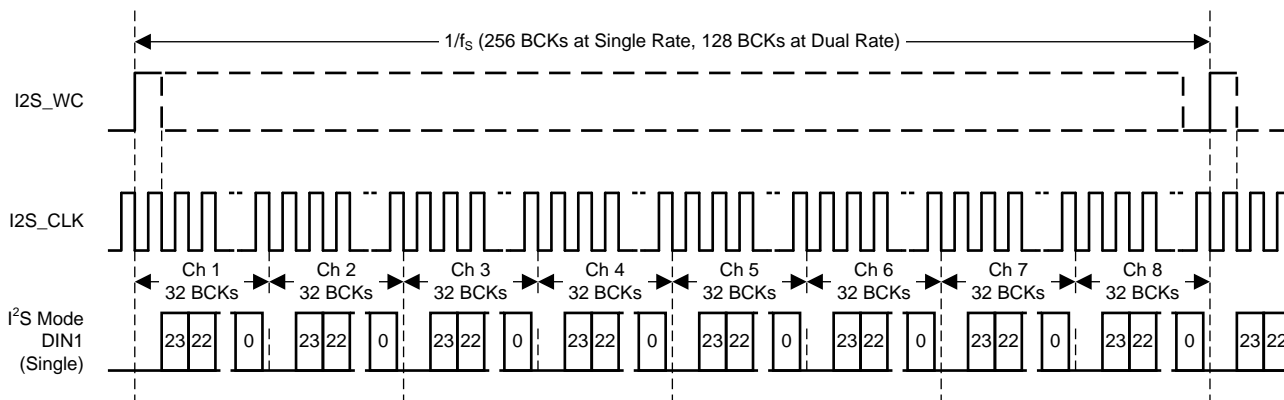 1/fS (256 BCKs at Single Rate, 128 BCKs at Dual Rate)
I2S_WC
I2S_CLK
Ch 1 Ch 2 Ch 3 Ch 4 Ch 5 Ch 6 Ch 7 Ch 8
32 BCKs 32 BCKs 32 BCKs 32 BCKs 32 BCKs 32 BCKs 32 BCKs 32 BCKs
I²S Mode
DIN1
(Single)
23 22 0 23 22 0 23 22 0 23 22 0 23 22 0 23 22 0 23 22 0 23 22 0 23 22